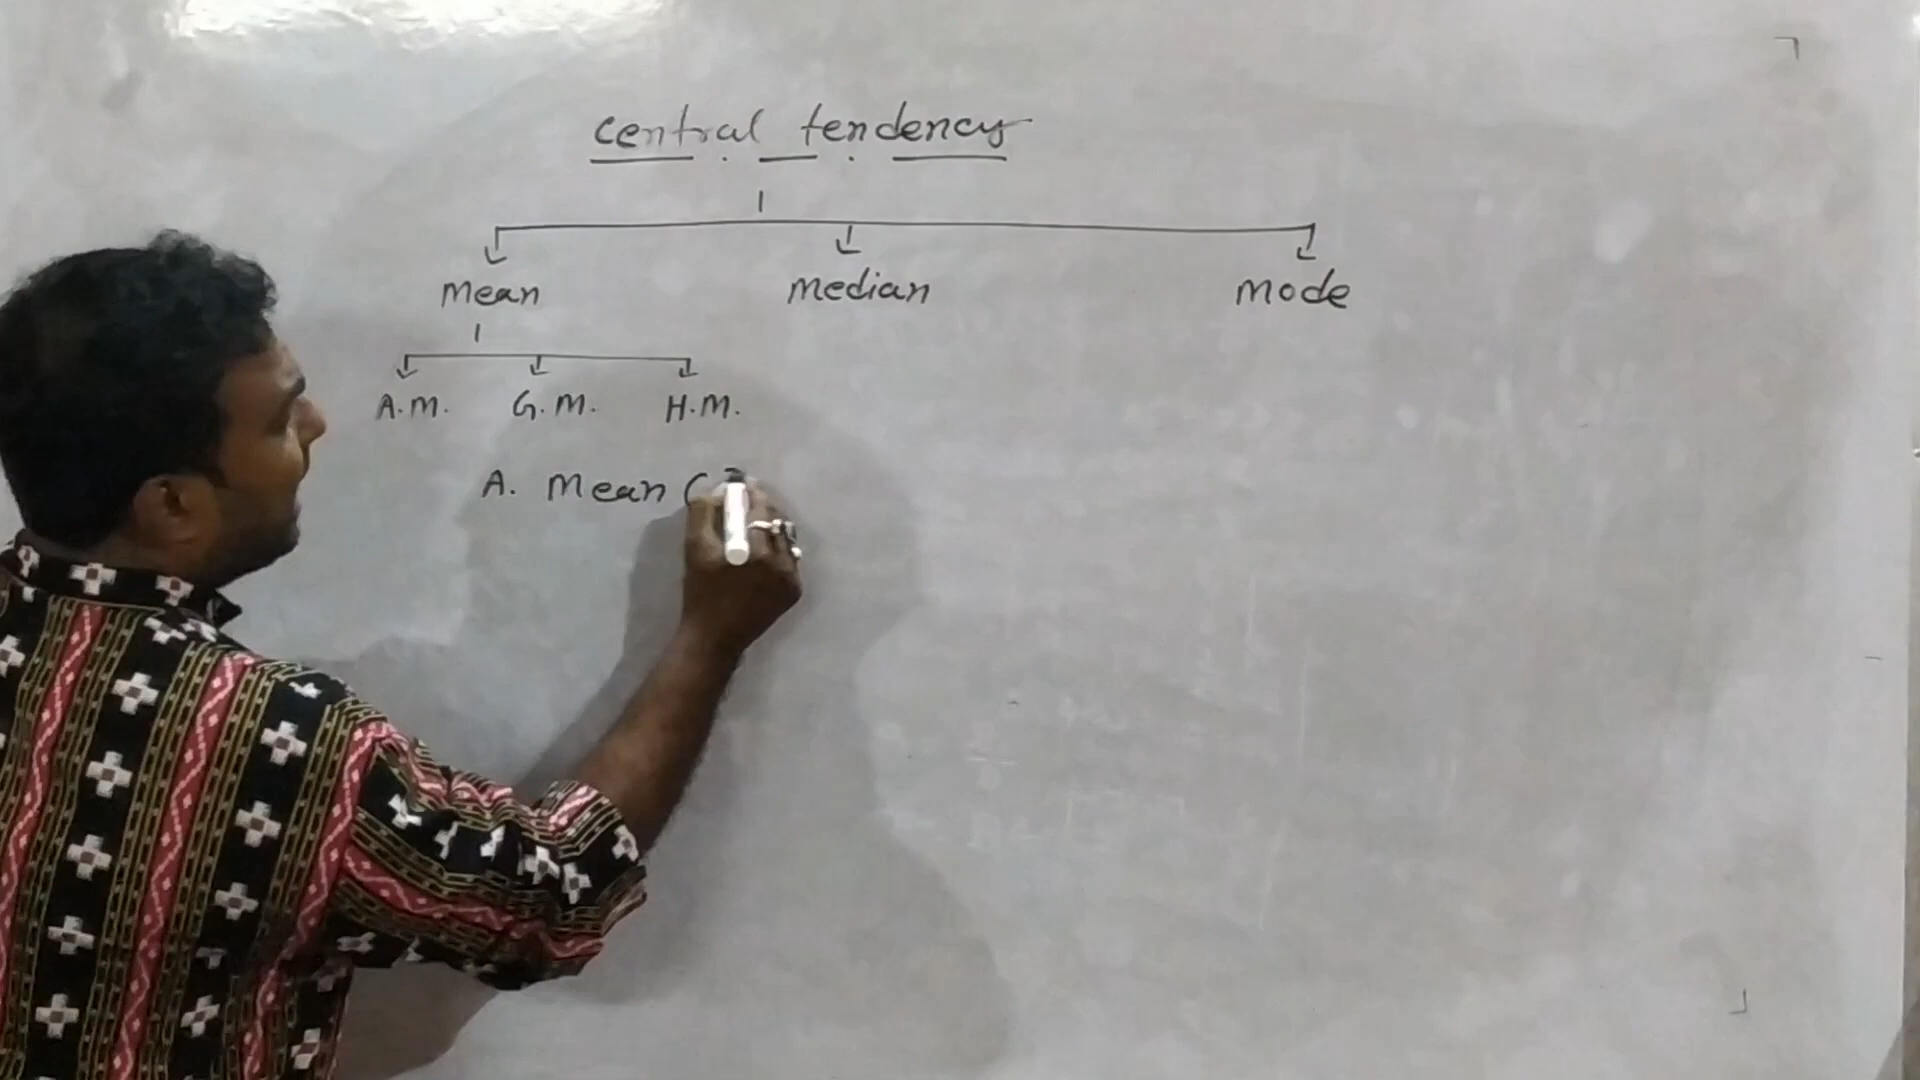 central tendency
Mean Median Mode
A.M. G.M. H.M.
A. Mean (